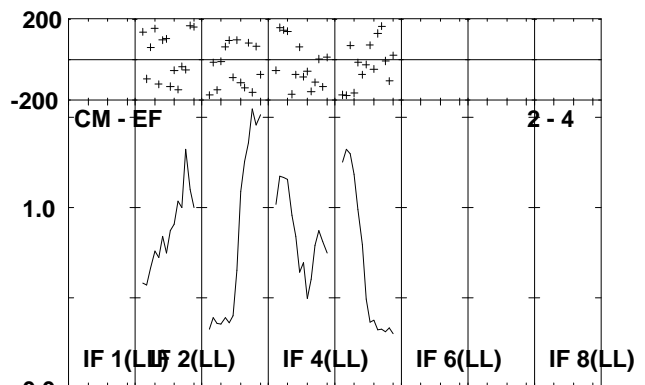 200
-200
CM - EF 2 - 4
1.0
IF 1(LL) IF 2(LL) IF 4(LL) IF 6(LL) IF 8(LL)